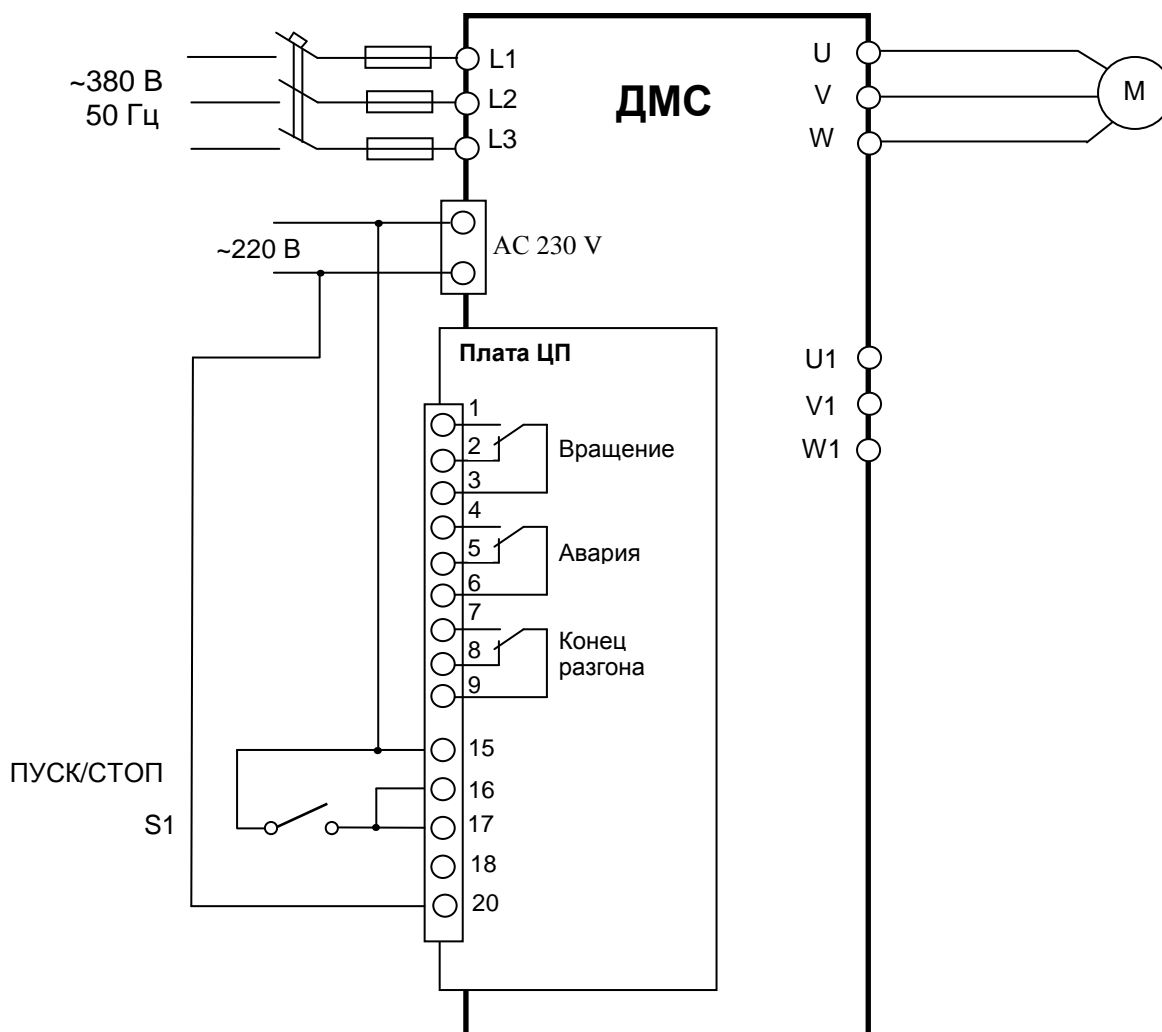 ~380 В
50 Гц
L1
L2
L3
ДМС
U
V
W
М
~220 В
AC 230 V
Плата ЦП
1
2
3
4
5
6
7
8
9
Вращение
Авария
Конец
разгона
U1
V1
W1
ПУСК/СТОП
S1
15
16
17
18
20